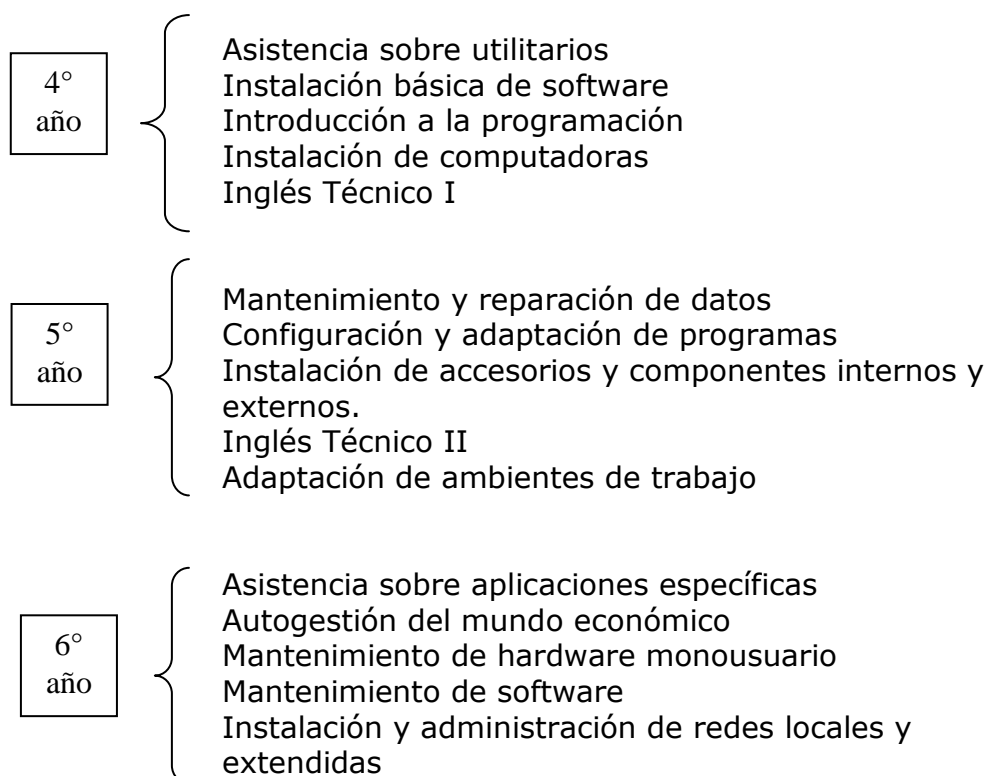 4°
año
Asistencia sobre utilitarios
Instalación básica de software
Introducción a la programación
Instalación de computadoras
Inglés Técnico I
5°
año
Mantenimiento y reparación de datos
Configuración y adaptación de programas
Instalación de accesorios y componentes internos y
externos.
Inglés Técnico II
Adaptación de ambientes de trabajo
6°
año
Asistencia sobre aplicaciones específicas
Autogestión del mundo económico
Mantenimiento de hardware monousuario
Mantenimiento de software
Instalación y administración de redes locales y
extendidas